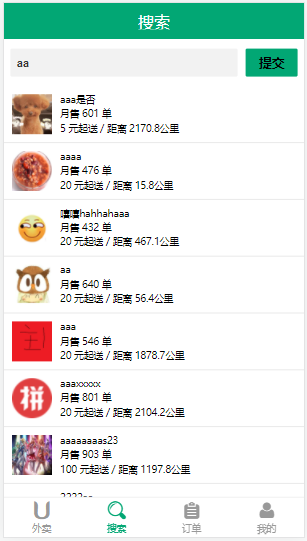 搜索
aa
提交
aaa是否
月售 601 单
5 元起送 / 距离 2170.8公里
aaaa
月售 476 单
20 元起送 / 距离 15.8公里
嘻嘻hahhahaaa
月售 432 单
20 元起送 / 距离 467.1公里
aa
月售 640 单
20 元起送 / 距离 56.4公里
aaa
月售 546 单
20 元起送 / 距离 1878.7公里
拼
aaaxxxxx
月售 801 单
20 元起送 / 距离 2104.2公里
aaaaaaaas23
月售 903 单
100 元起送 / 距离 1197.8公里
外卖
搜索
订单
我的